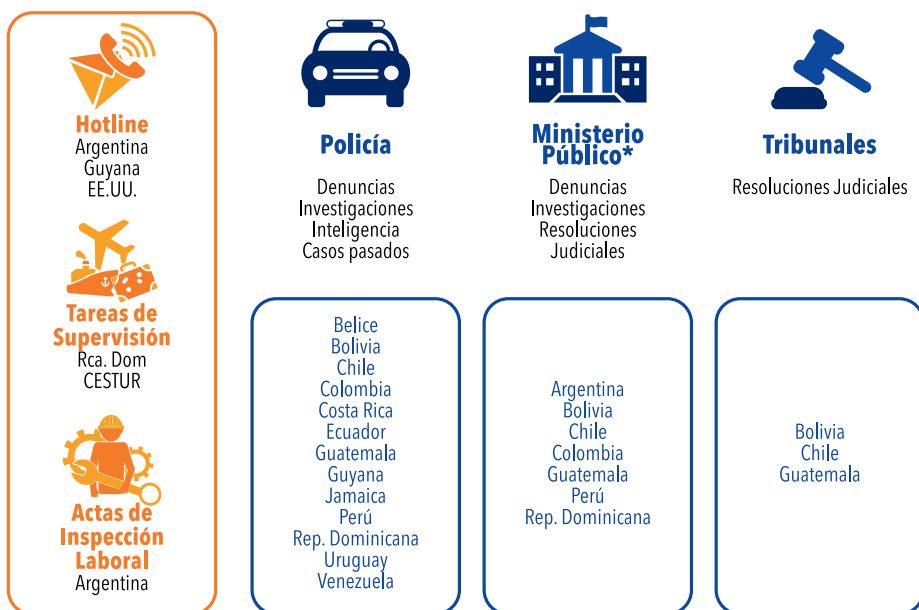 Hotline
Argentina
Guyana
EE.UU.
Tareas de
Supervisión
Rca. Dom
CESTUR
Actas de
Inspección
Laboral
Argentina
Policía
Denuncias
Investigaciones
Inteligencia
Casos pasados
Belice
Bolivia
Chile
Colombia
Costa Rica
Ecuador
Guatemala
Guyana
Jamaica
Perú
Rep. Dominicana
Uruguay
Venezuela
Ministerio
Público*
Denuncias
Investigaciones
Resoluciones
Judiciales
Argentina
Bolivia
Chile
Colombia
Guatemala
Perú
Rep. Dominicana
Tribunales
Resoluciones Judiciales
Bolivia
Chile
Guatemala